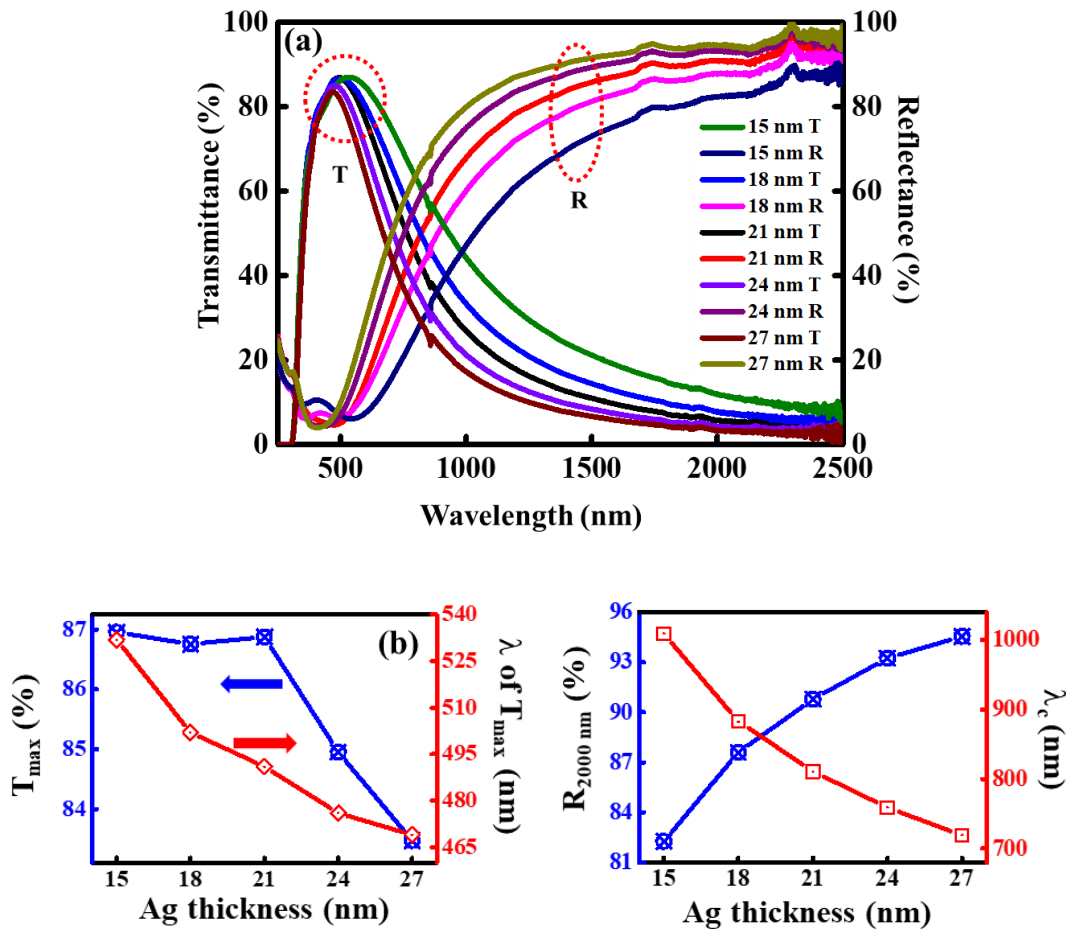 (a)
Transmittance (%)
100
80
60
40
20
0
T
R
15 nm T
15 nm R
18 nm T
18 nm R
21 nm T
21 nm R
24 nm T
24 nm R
27 nm T
27 nm R
100
80
60
40
20
0
Reflectance (%)
500 1000 1500 2000 2500
Wavelength (nm)
(b)
Tmax (%)
87
86
85
84
540
525
510
495
480
465
λ of Tmax (nm)
15 18 21 24 27
Ag thickness (nm)
R2000 nm (%)
96
93
90
87
84
81
1000
900
800
700
λc (nm)
15 18 21 24 27
Ag thickness (nm)